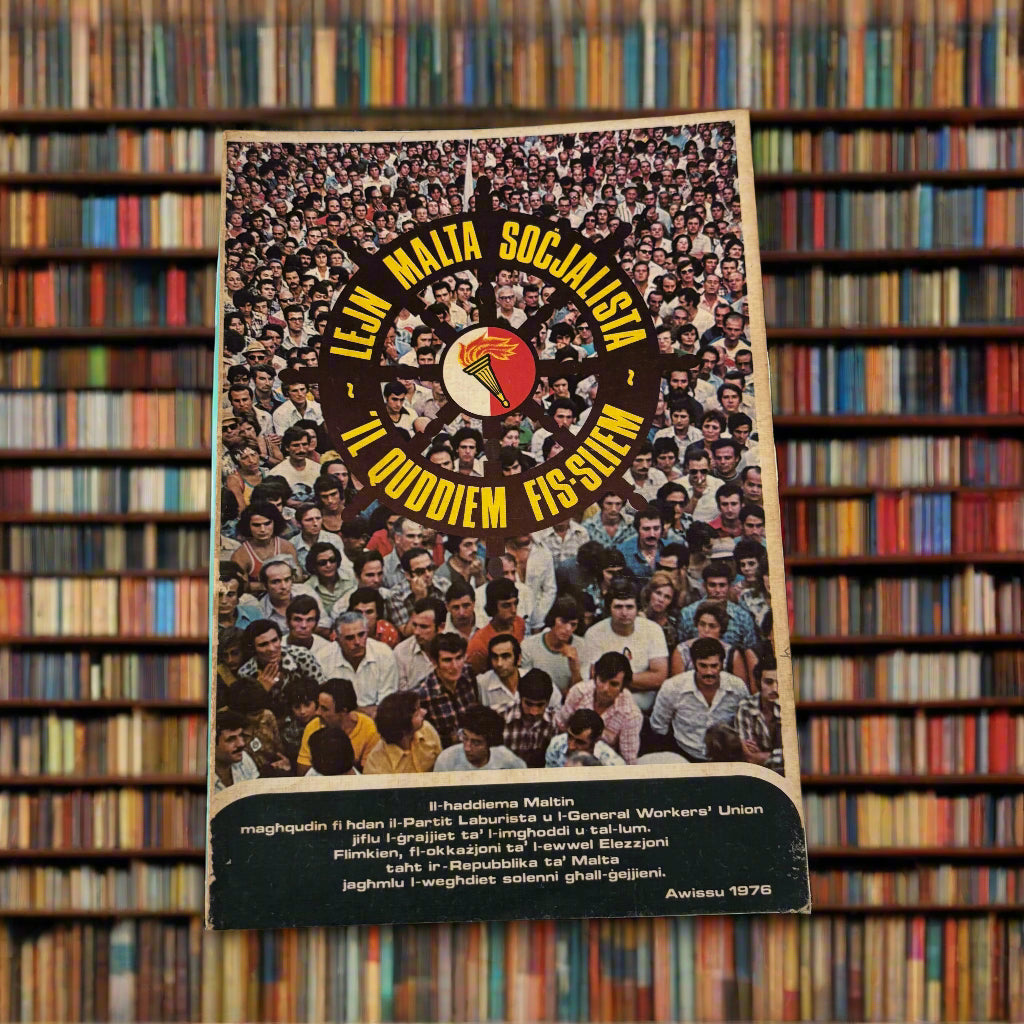 LEJN MALTA SOĊJALISTA
~ 'IL QUDDIEM FIS-SLIEM ~
Il-ħaddiema Maltin
magħqudin fi ħdan il-Partit Laburista u l-General Workers' Union
jiflu l-ġrajjiet ta' l-imgħoddi u tal-lum.
Flimkien, fl-okkażjoni ta' l-ewwel Elezzjoni
taħt ir-Repubblika ta' Malta
jagħmlu l-wegħdiet solenni għall-ġejjieni.
Awissu 1976